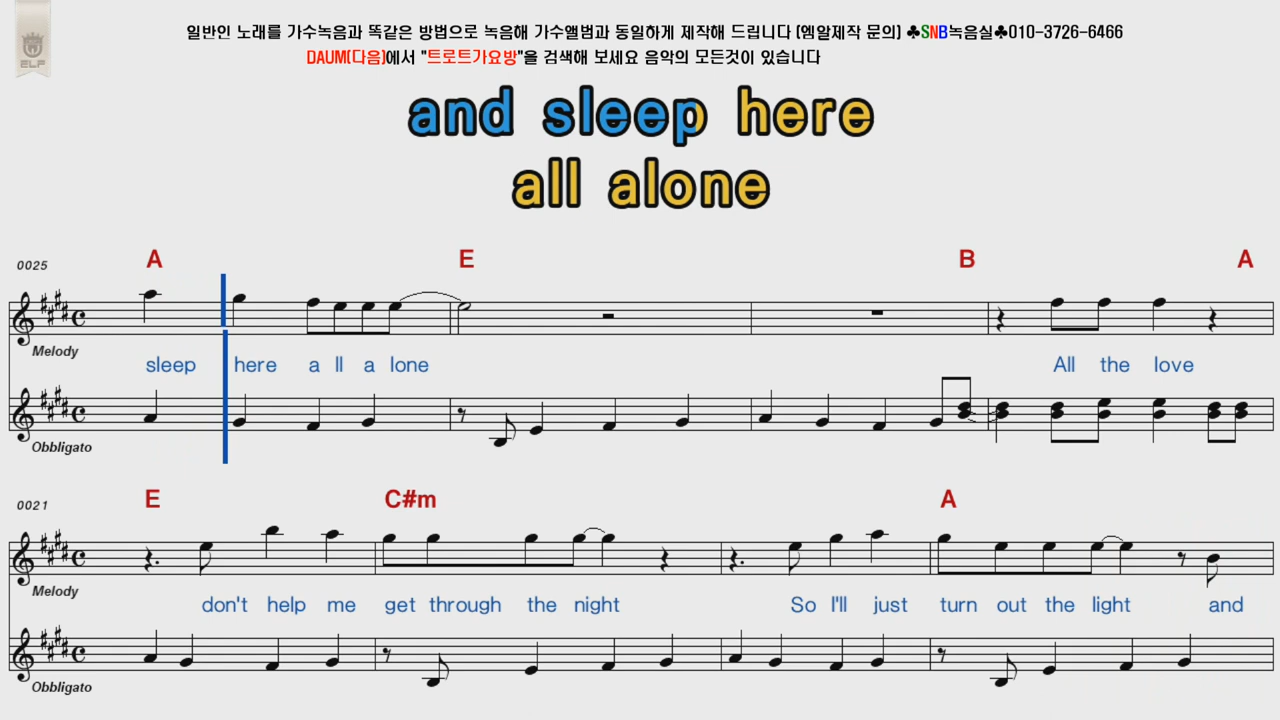 ELF
일반인 노래를 가수녹음과 똑같은 방법으로 녹음해 가수앨범과 동일하게 제작해 드립니다 (엠알제작 문의) ♣SNB녹음실♣010-3726-6466
DAUM(다음)에서 "트로트가요방"을 검색해 보세요 음악의 모든것이 있습니다
and sleep here
all alone
0025 A E B A
Melody
sleep here a ll a lone All the love
Obbligato
0021 E C#m A
Melody
don't help me get through the night So I'll just turn out the light and
Obbligato